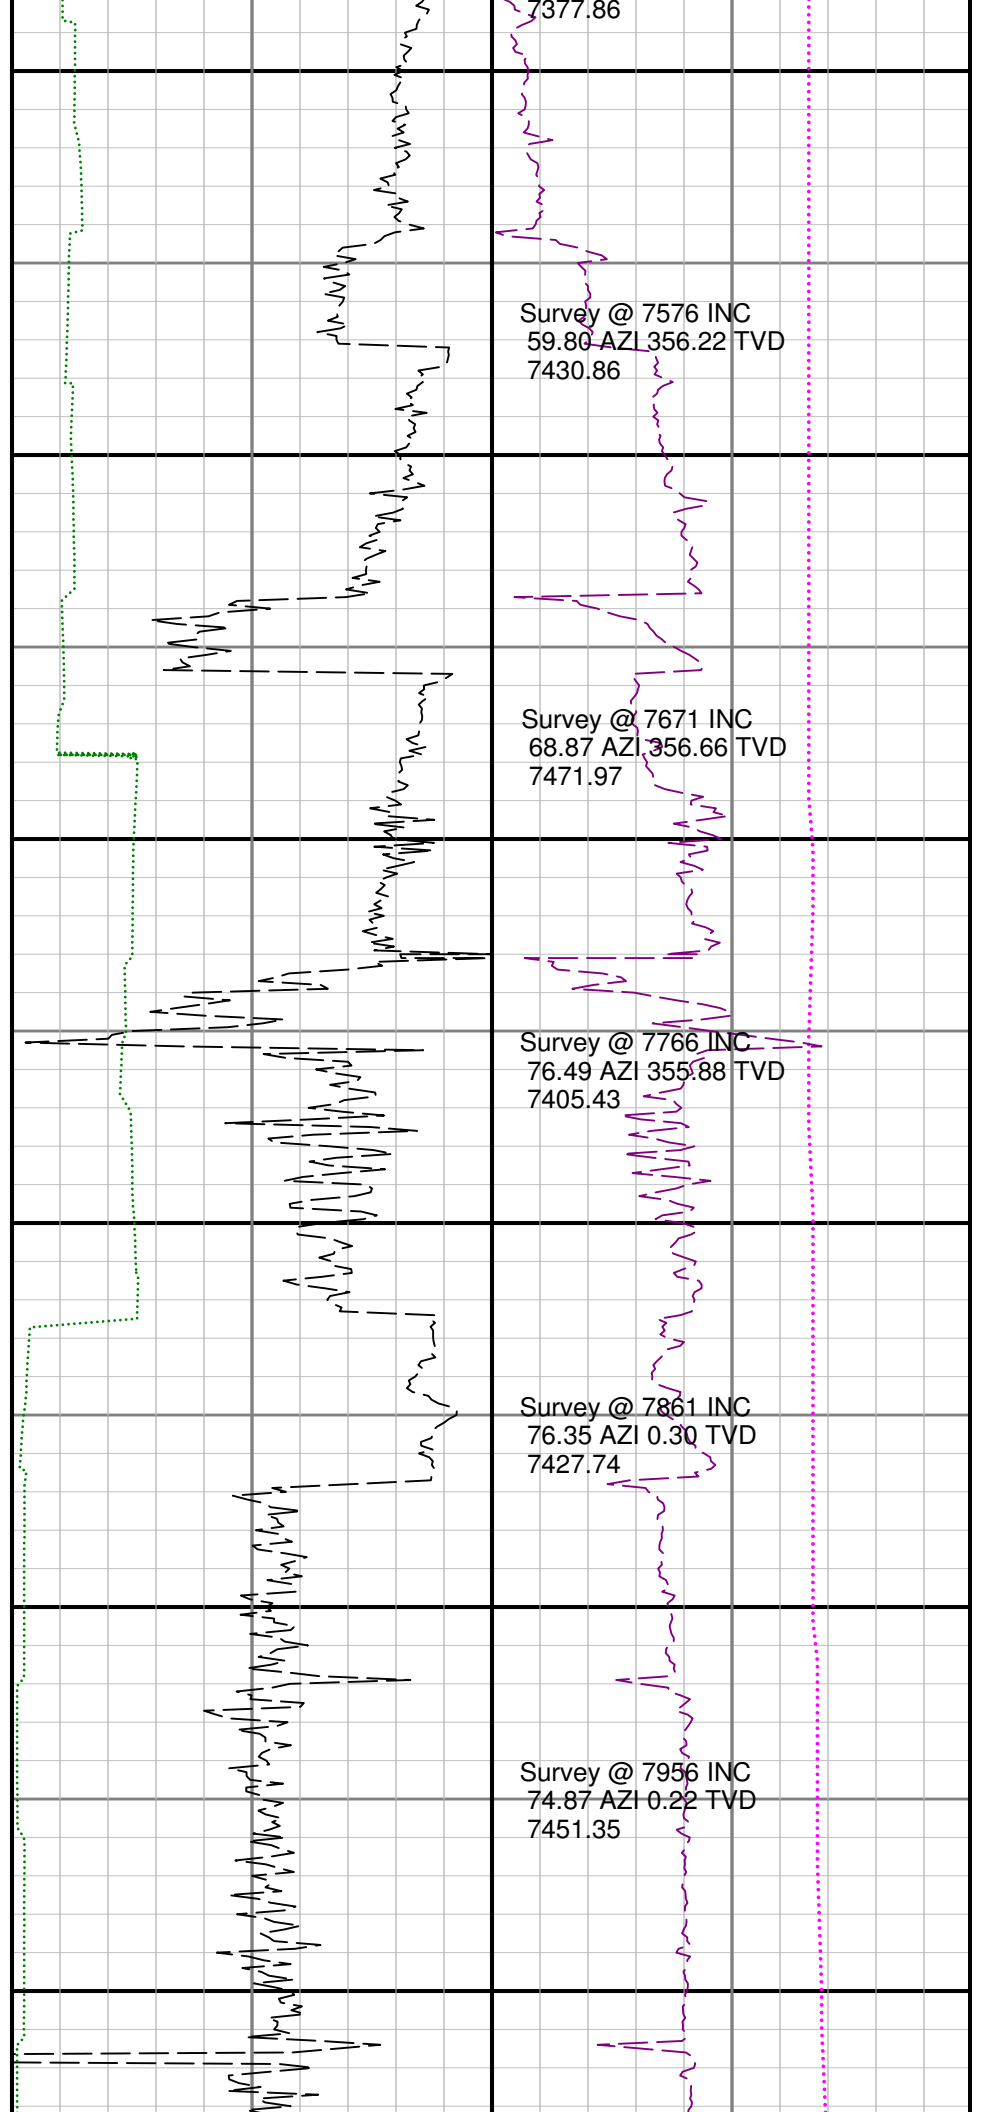 7377.86
Survey @ 7576 INC
59.80 AZI 356.22 TVD
7430.86
Survey @ 7671 INC
68.87 AZI 356.66 TVD
7471.97
Survey @ 7766 INC
76.49 AZI 355.88 TVD
7405.43
Survey @ 7861 INC
76.35 AZI 0.30 TVD
7427.74
Survey @ 7956 INC
74.87 AZI 0.22 TVD
7451.35